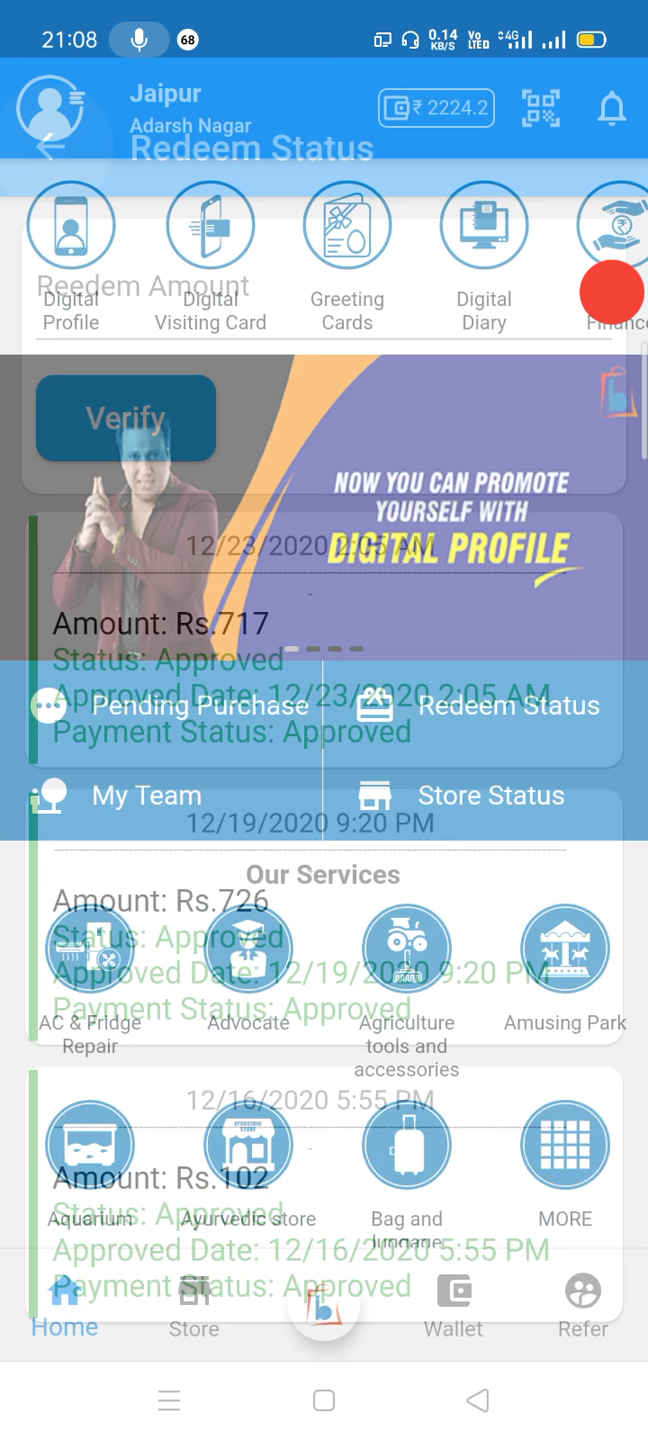 21:08
68
0.14
KB/S
Vo
LTED
4G
Jaipur
Adarsh Nagar
₹ 2224.2
Redeem Status
Reedem Amount
Digital
Profile
Digital
Visiting Card
Greeting
Cards
Digital
Diary
Finance
Verify
NOW YOU CAN PROMOTE
YOURSELF WITH
DIGITAL PROFILE
12/23/2020 2:05 AM
-
Amount: Rs.717
Status: Approved
Approved Date: 12/23/2020 2:05 AM
Payment Status: Approved
Pending Purchase
Redeem Status
My Team
Store Status
12/19/2020 9:20 PM
Our Services
Amount: Rs.726
Status: Approved
Approved Date: 12/19/2020 9:20 PM
Payment Status: Approved
AC & Fridge
Repair
Advocate
Agriculture
tools and
accessories
Amusing Park
12/16/2020 5:55 PM
-
Amount: Rs.102
Status: Approved
Approved Date: 12/16/2020 5:55 PM
Payment Status: Approved
Aquarium
Ayurvedic store
Bag and
luggage
MORE
Home
Store
Wallet
Refer